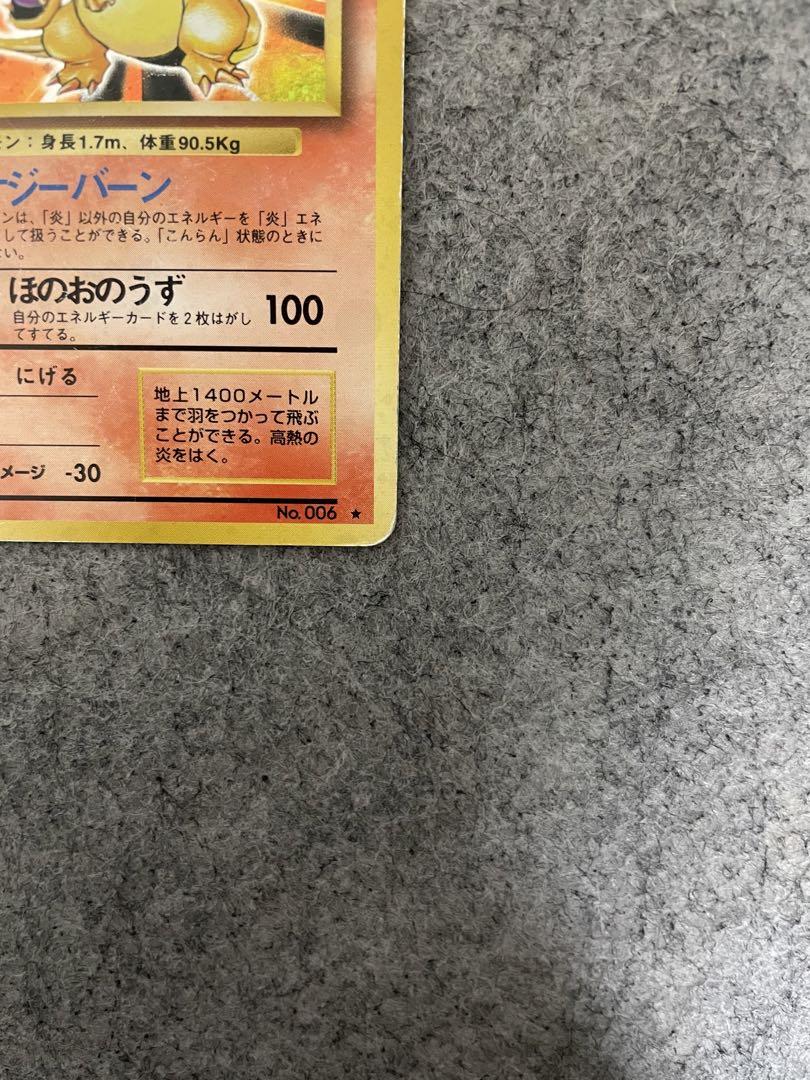 ン：身長1.7m、体重90.5Kg
ジーバーン
ンは、「炎」以外の自分のエネルギーを「炎」エネ
して扱うことができる。「こんらん」状態のときに
い。
ほのおのうず 100
自分のエネルギーカードを2枚はがし
てすてる。
にげる
地上1400メートル
まで羽をつかって飛ぶ
ことができる。高熱の
炎をはく。
メージ -30
No.006 ★